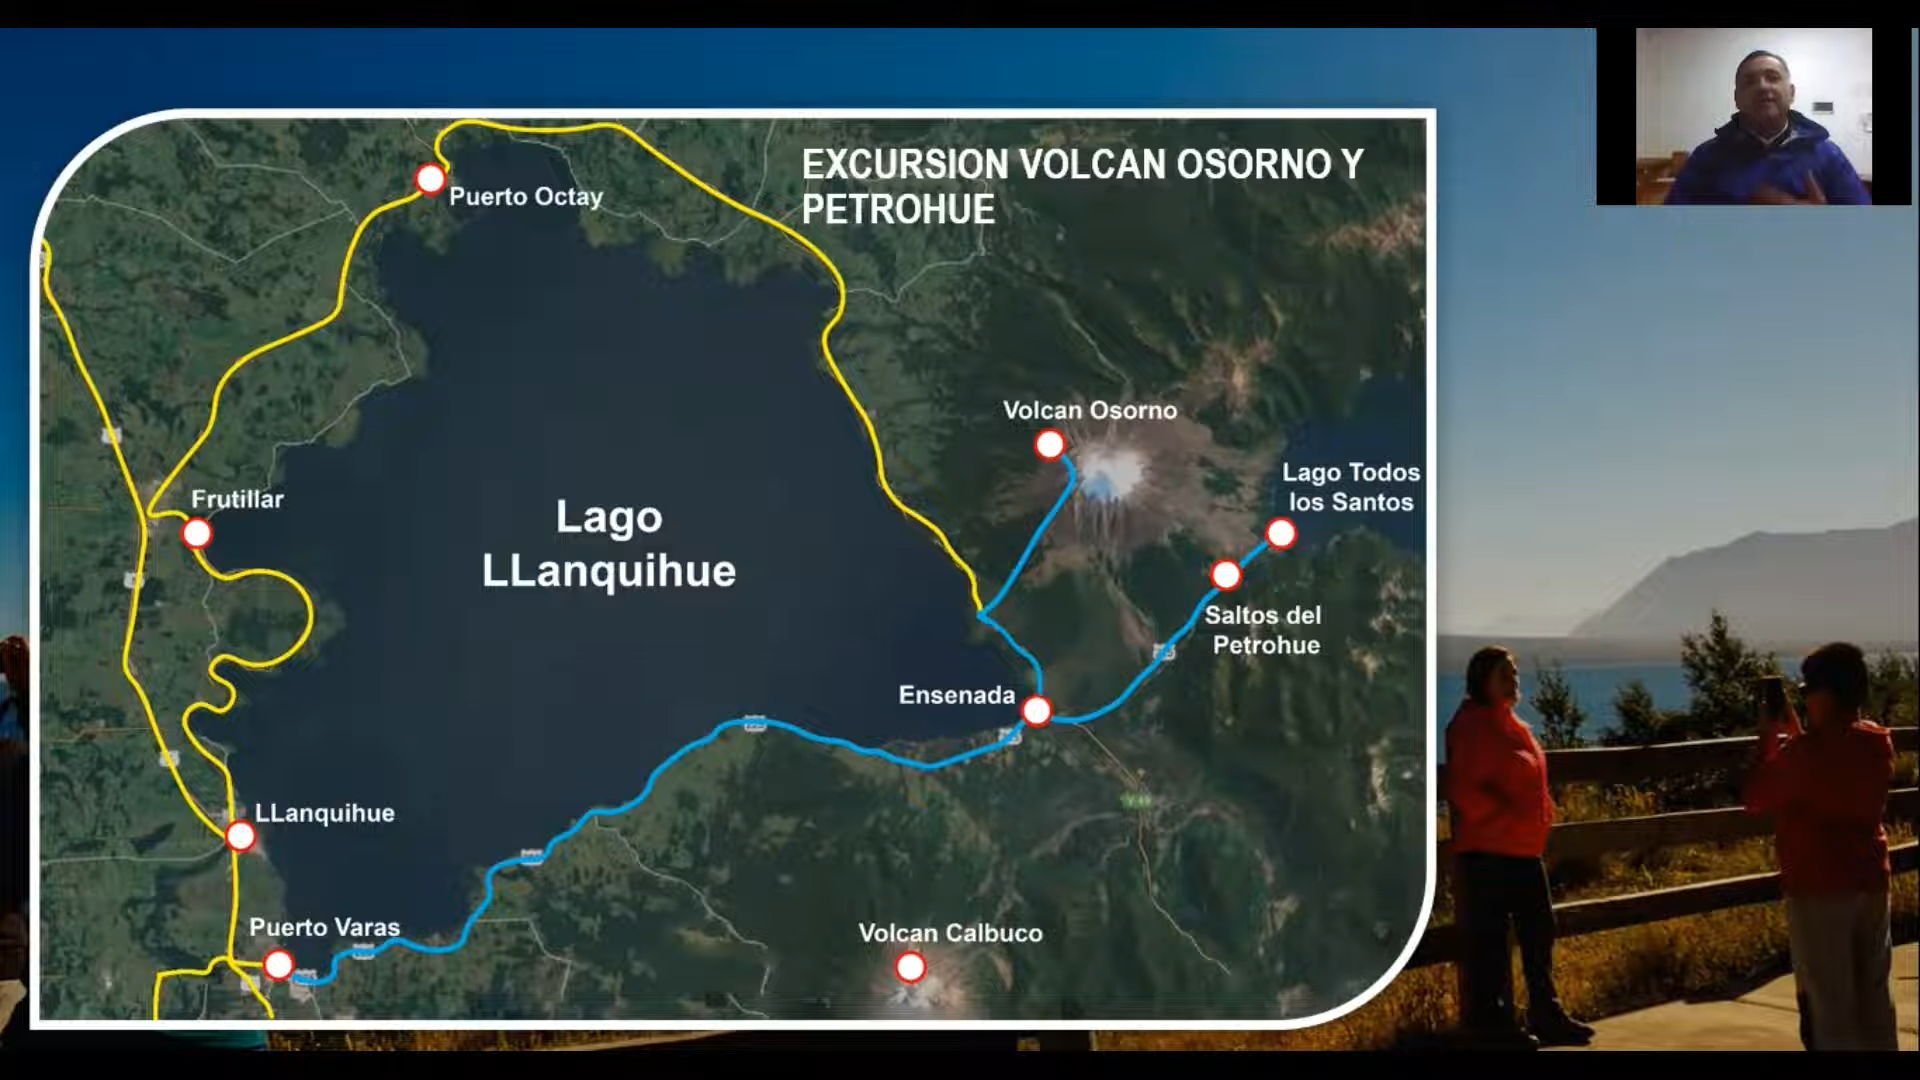 EXCURSION VOLCAN OSORNO Y
PETROHUE
Puerto Octay
Volcan Osorno
Lago Todos
los Santos
Frutillar
Lago
LLanquihue
Saltos del
Petrohue
Ensenada
LLanquihue
Puerto Varas
Volcan Calbuco